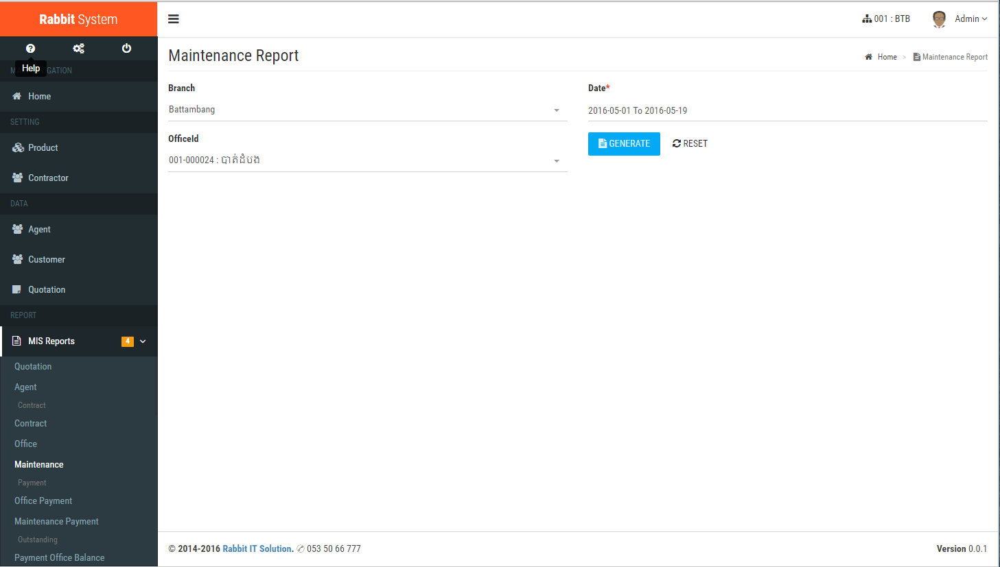 Rabbit System
001 : BTB
Admin
Help
M GATION
Home
SETTING
Product
Contractor
DATA
Agent
Customer
Quotation
REPORT
MIS Reports 4
Quotation
Agent
Contract
Contract
Office
Maintenance
Payment
Office Payment
Maintenance Payment
Outstanding
Payment Office Balance
Maintenance Report
Home > Maintenance Report
Branch
Battambang
OfficeId
001-000024 : បាត់ដំបង
Date*
2016-05-01 To 2016-05-19
GENERATE
RESET
© 2014-2016 Rabbit IT Solution. ✆ 053 50 66 777
Version 0.0.1